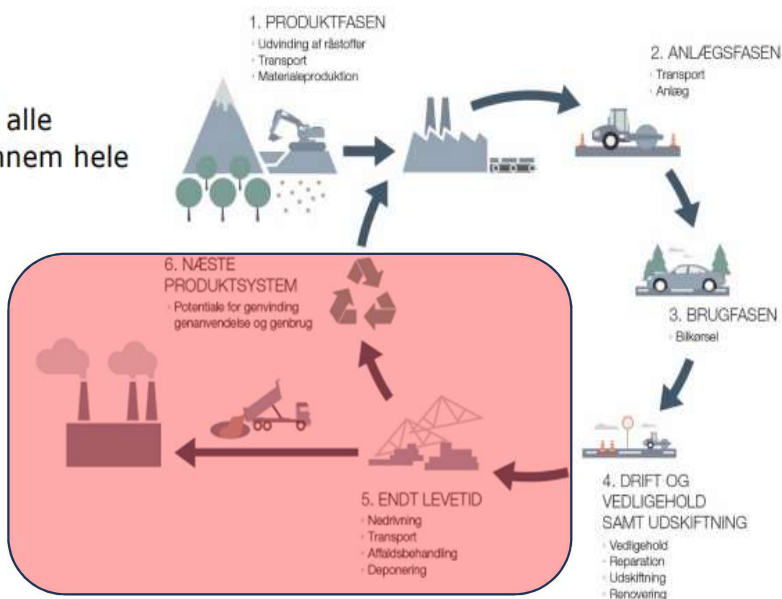 1. PRODUKTFASEN
· Udvinding af råstoffer
· Transport
· Materialeproduktion
2. ANLÆGSFASEN
· Transport
· Anlæg
alle
nnem hele
6. NÆSTE
PRODUKTSYSTEM
· Potentiale for genvinding
genanvendelse og genbrug
3. BRUGFASEN
· Bilkørsel
5. ENDT LEVETID
· Nedrivning
· Transport
· Affaldsbehandling
· Deponering
4. DRIFT OG
VEDLIGEHOLD
SAMT UDSKIFTNING
· Vedligehold
· Reparation
· Udskiftning
· Renovering